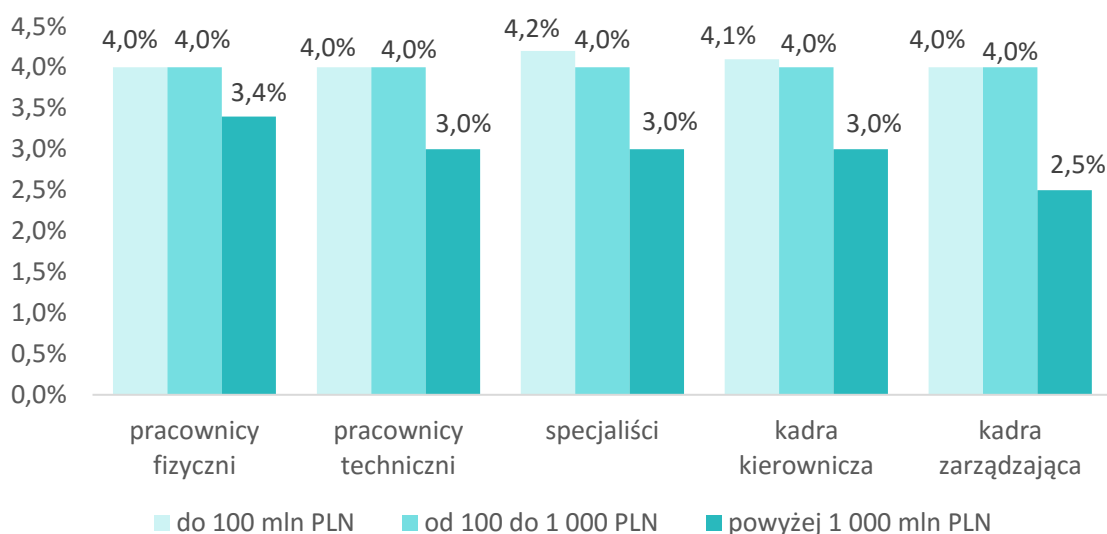 4,5%
4,0%
3,5%
3,0%
2,5%
2,0%
1,5%
1,0%
0,5%
0,0%
4,0% 4,0% 3,4%
4,0% 4,0% 3,0%
4,2% 4,0% 3,0%
4,1% 4,0% 3,0%
4,0% 4,0% 2,5%
pracownicy
fizyczni
pracownicy
techniczni
specjaliści
kadra
kierownicza
kadra
zarządzająca
do 100 mln PLN od 100 do 1 000 PLN powyżej 1 000 mln PLN